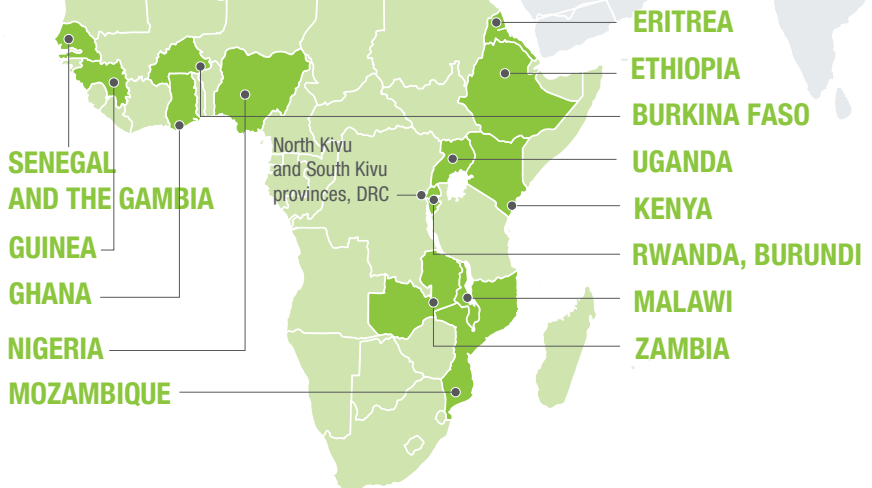 SENEGAL
AND THE GAMBIA
GUINEA
GHANA
NIGERIA
MOZAMBIQUE
North Kivu
and South Kivu
provinces, DRC
ERITREA
ETHIOPIA
BURKINA FASO
UGANDA
KENYA
RWANDA, BURUNDI
MALAWI
ZAMBIA